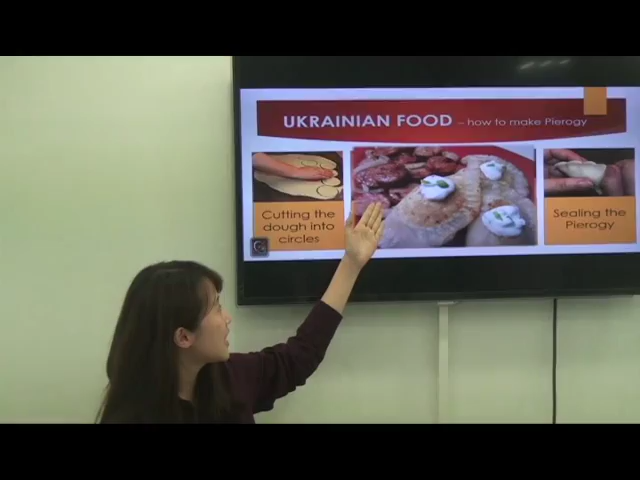 UKRAINIAN FOOD – how to make Pierogy
Cutting the
dough into
circles
Sealing the
Pierogy